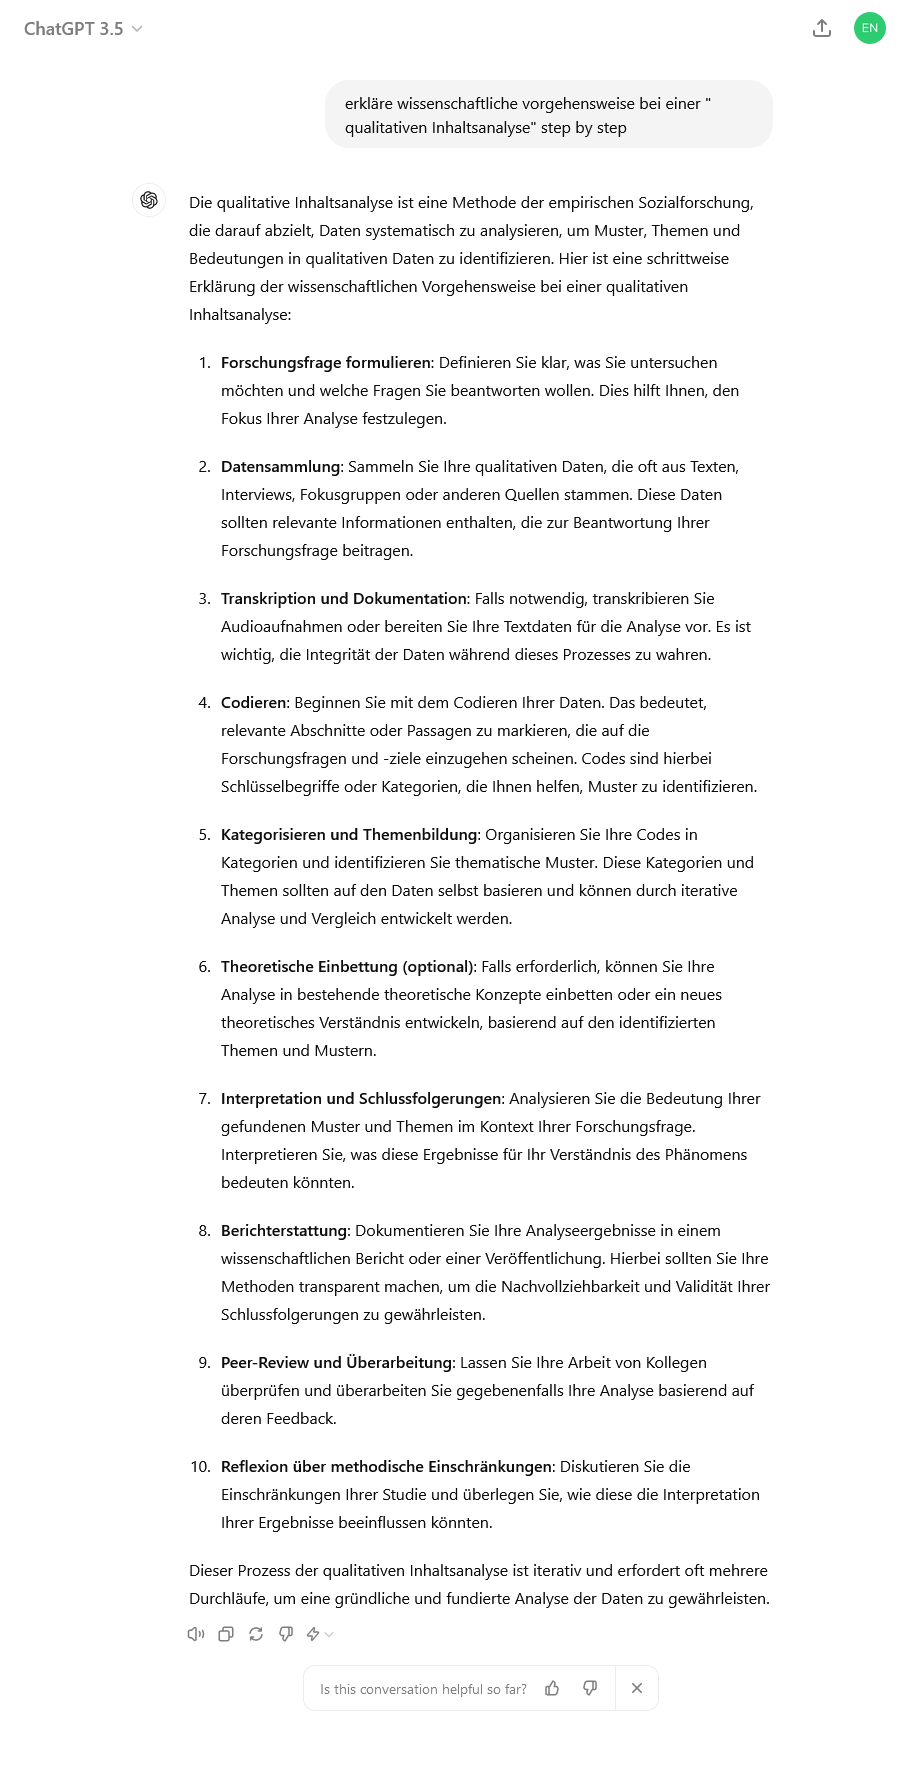 ChatGPT 3.5
EN
erkläre wissenschaftliche vorgehensweise bei einer "
qualitativen Inhaltsanalyse" step by step
Die qualitative Inhaltsanalyse ist eine Methode der empirischen Sozialforschung,
die darauf abzielt, Daten systematisch zu analysieren, um Muster, Themen und
Bedeutungen in qualitativen Daten zu identifizieren. Hier ist eine schrittweise
Erklärung der wissenschaftlichen Vorgehensweise bei einer qualitativen
Inhaltsanalyse:
1. Forschungsfrage formulieren: Definieren Sie klar, was Sie untersuchen
möchten und welche Fragen Sie beantworten wollen. Dies hilft Ihnen, den
Fokus Ihrer Analyse festzulegen.
2. Datensammlung: Sammeln Sie Ihre qualitativen Daten, die oft aus Texten,
Interviews, Fokusgruppen oder anderen Quellen stammen. Diese Daten
sollten relevante Informationen enthalten, die zur Beantwortung Ihrer
Forschungsfrage beitragen.
3. Transkription und Dokumentation: Falls notwendig, transkribieren Sie
Audioaufnahmen oder bereiten Sie Ihre Textdaten für die Analyse vor. Es ist
wichtig, die Integrität der Daten während dieses Prozesses zu wahren.
4. Codieren: Beginnen Sie mit dem Codieren Ihrer Daten. Das bedeutet,
relevante Abschnitte oder Passagen zu markieren, die auf die
Forschungsfragen und -ziele einzugehen scheinen. Codes sind hierbei
Schlüsselbegriffe oder Kategorien, die Ihnen helfen, Muster zu identifizieren.
5. Kategorisieren und Themenbildung: Organisieren Sie Ihre Codes in
Kategorien und identifizieren Sie thematische Muster. Diese Kategorien und
Themen sollten auf den Daten selbst basieren und können durch iterative
Analyse und Vergleich entwickelt werden.
6. Theoretische Einbettung (optional): Falls erforderlich, können Sie Ihre
Analyse in bestehende theoretische Konzepte einbetten oder ein neues
theoretisches Verständnis entwickeln, basierend auf den identifizierten
Themen und Mustern.
7. Interpretation und Schlussfolgerungen: Analysieren Sie die Bedeutung Ihrer
gefundenen Muster und Themen im Kontext Ihrer Forschungsfrage.
Interpretieren Sie, was diese Ergebnisse für Ihr Verständnis des Phänomens
bedeuten könnten.
8. Berichterstattung: Dokumentieren Sie Ihre Analyseergebnisse in einem
wissenschaftlichen Bericht oder einer Veröffentlichung. Hierbei sollten Sie Ihre
Methoden transparent machen, um die Nachvollziehbarkeit und Validität Ihrer
Schlussfolgerungen zu gewährleisten.
9. Peer-Review und Überarbeitung: Lassen Sie Ihre Arbeit von Kollegen
überprüfen und überarbeiten Sie gegebenenfalls Ihre Analyse basierend auf
deren Feedback.
10. Reflexion über methodische Einschränkungen: Diskutieren Sie die
Einschränkungen Ihrer Studie und überlegen Sie, wie diese die Interpretation
Ihrer Ergebnisse beeinflussen könnten.
Dieser Prozess der qualitativen Inhaltsanalyse ist iterativ und erfordert oft mehrere
Durchläufe, um eine gründliche und fundierte Analyse der Daten zu gewährleisten.
Is this conversation helpful so far?